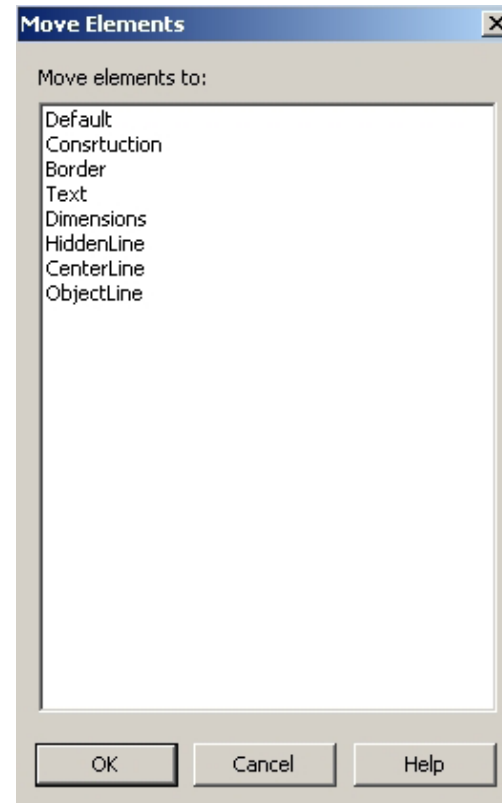 Move Elements
Move elements to:
Default
Consrtuction
Border
Text
Dimensions
HiddenLine
CenterLine
ObjectLine
OK Cancel Help